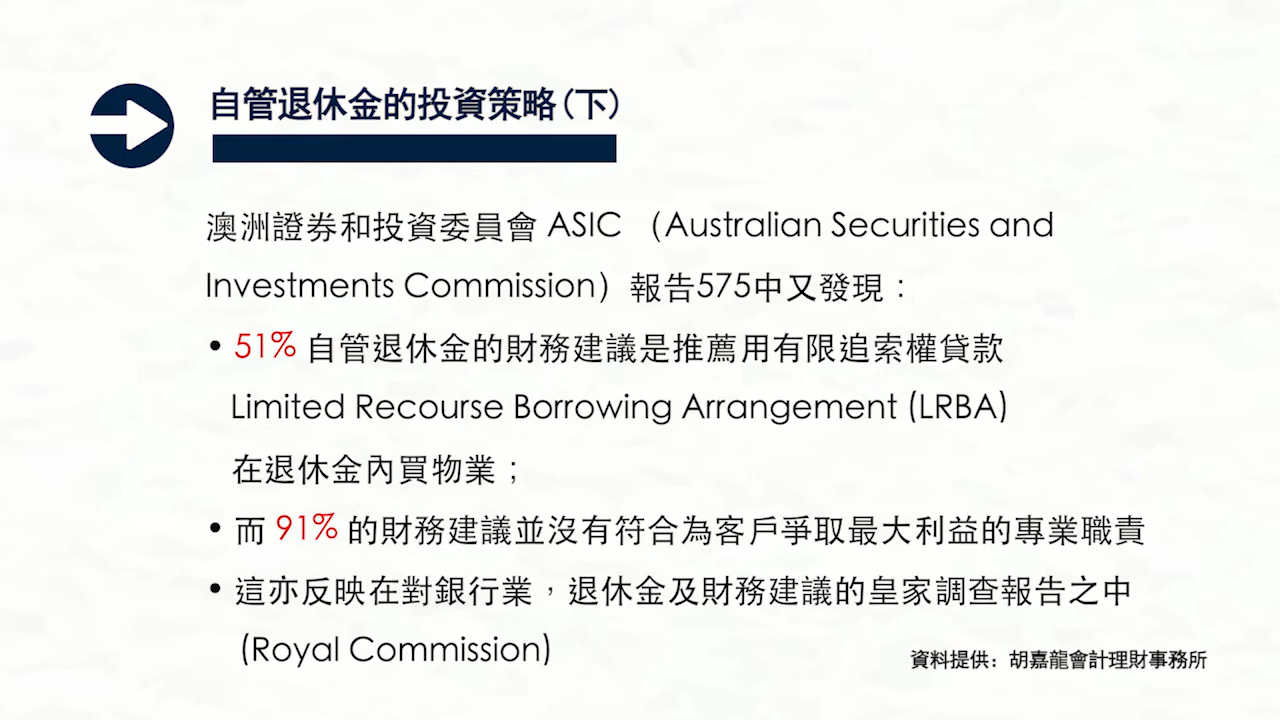 自管退休金的投資策略（下）
澳洲證券和投資委員會 ASIC （Australian Securities and
Investments Commission）報告575中又發現：
• 51% 自管退休金的財務建議是推薦用有限追索權貸款
Limited Recourse Borrowing Arrangement (LRBA)
在退休金內買物業；
• 而 91% 的財務建議並沒有符合為客戶爭取最大利益的專業職責
• 這亦反映在對銀行業，退休金及財務建議的皇家調查報告之中
(Royal Commission)
資料提供：胡嘉龍會計理財事務所